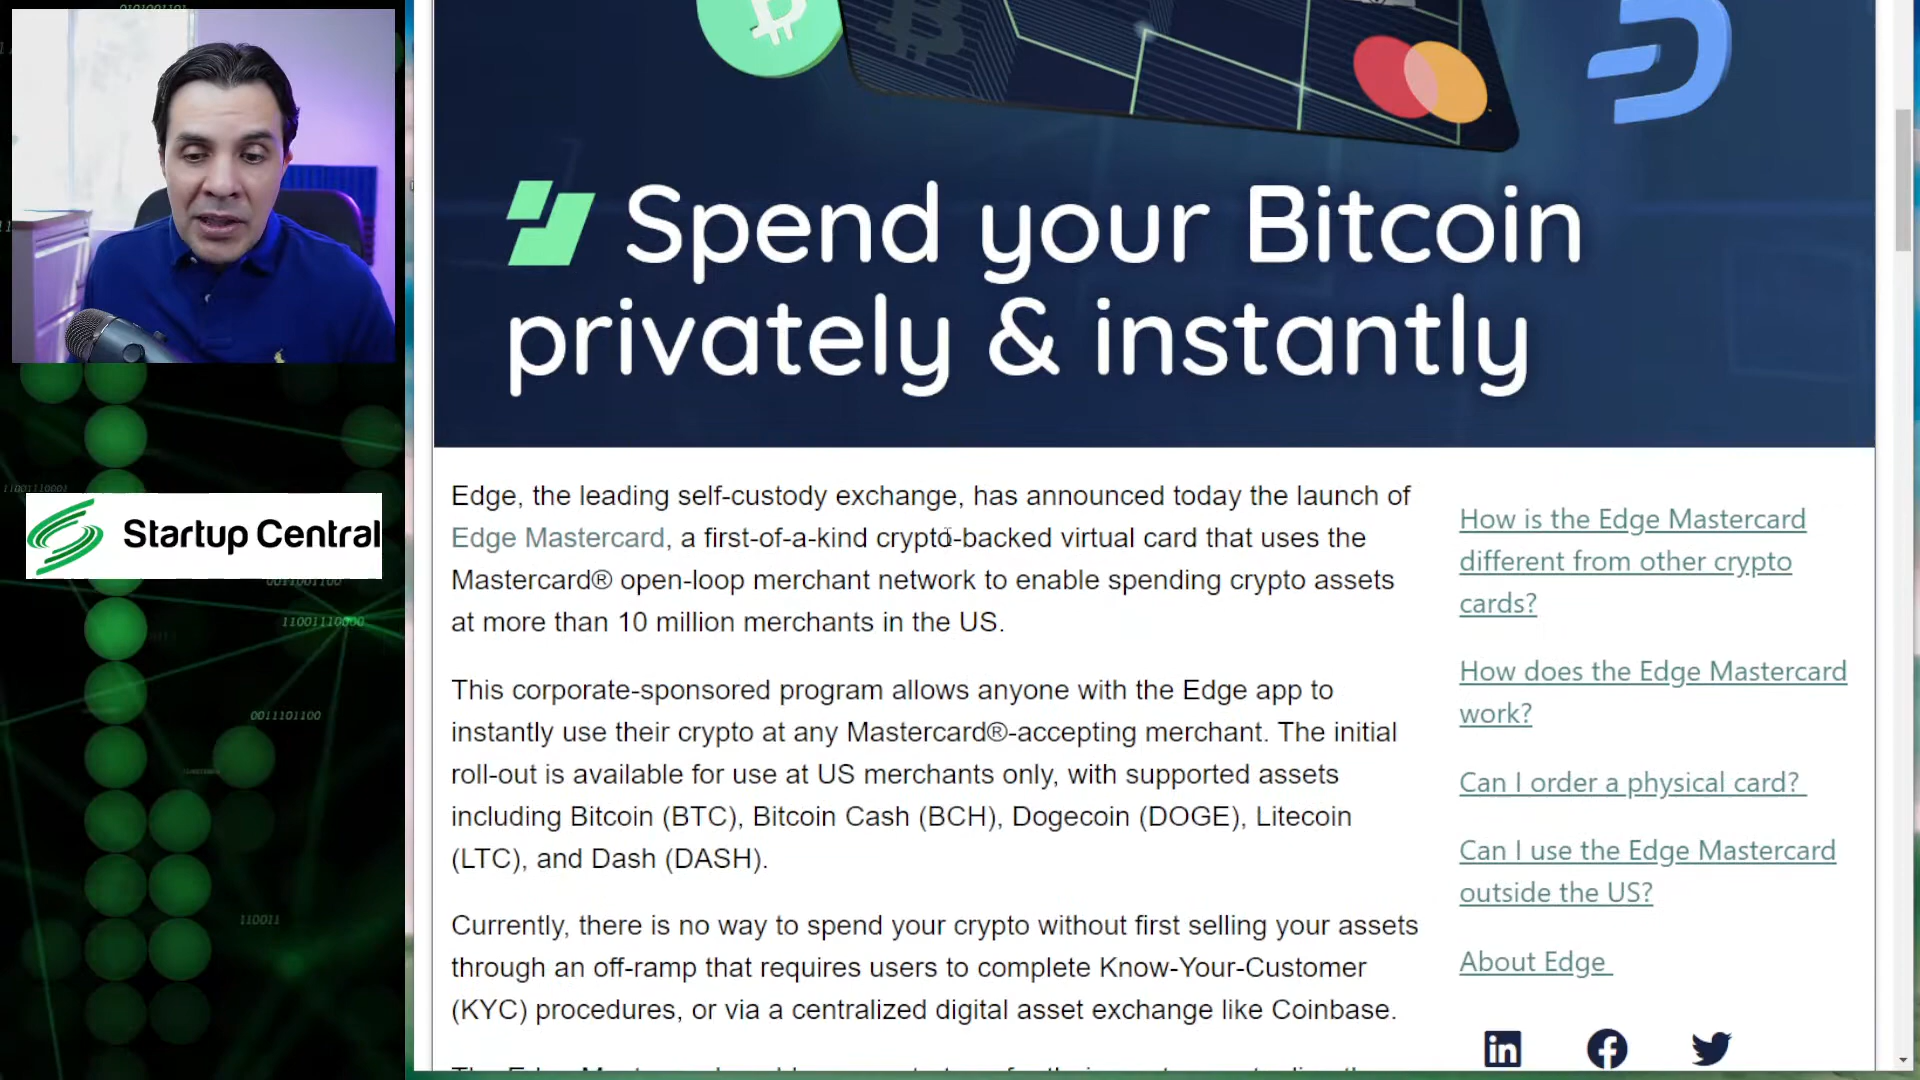 Spend your Bitcoin
privately & instantly
Edge, the leading self-custody exchange, has announced today the launch of
Edge Mastercard, a first-of-a-kind crypto-backed virtual card that uses the
Mastercard® open-loop merchant network to enable spending crypto assets
at more than 10 million merchants in the US.
This corporate-sponsored program allows anyone with the Edge app to
instantly use their crypto at any Mastercard®-accepting merchant. The initial
roll-out is available for use at US merchants only, with supported assets
including Bitcoin (BTC), Bitcoin Cash (BCH), Dogecoin (DOGE), Litecoin
(LTC), and Dash (DASH).
Currently, there is no way to spend your crypto without first selling your assets
through an off-ramp that requires users to complete Know-Your-Customer
(KYC) procedures, or via a centralized digital asset exchange like Coinbase.
How is the Edge Mastercard
different from other crypto
cards?
How does the Edge Mastercard
work?
Can I order a physical card?
Can I use the Edge Mastercard
outside the US?
About Edge
in
Startup Central
11001110000
0011101100
110011